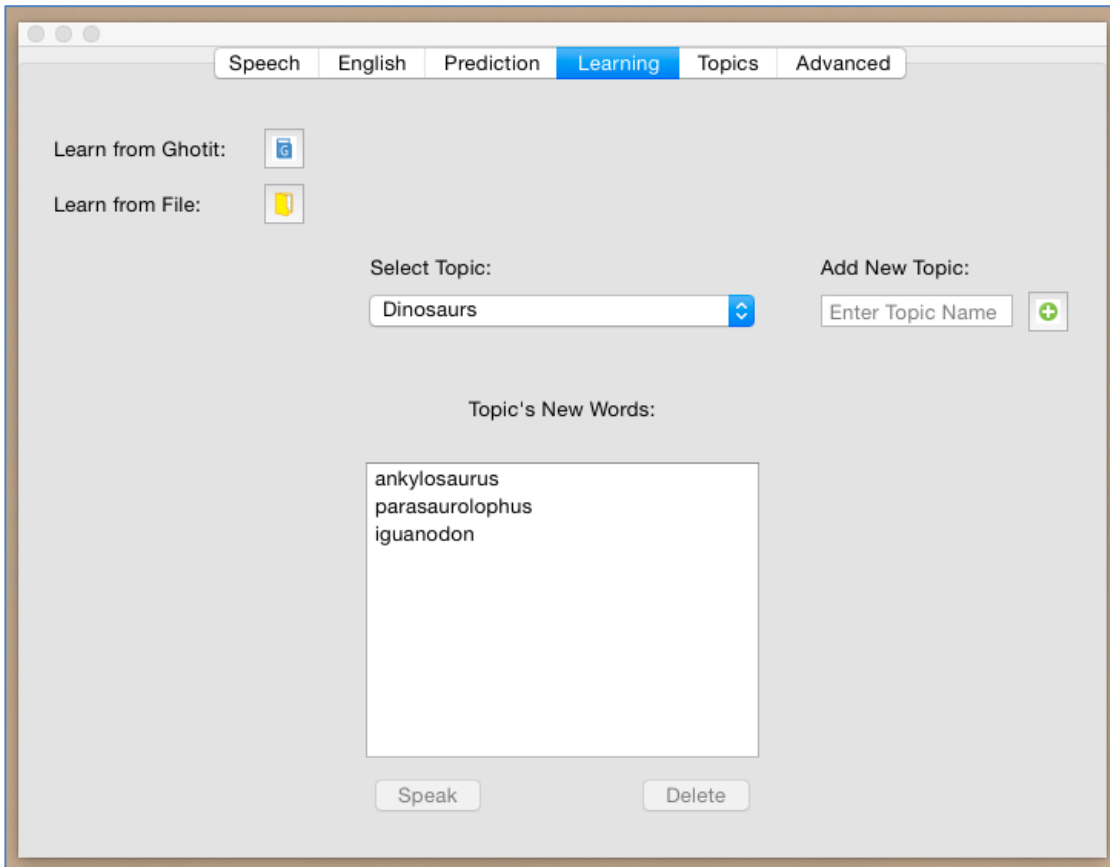 Speech English Prediction Learning Topics Advanced
Learn from Ghotit:
G
Learn from File:
Select Topic: Add New Topic:
Dinosaurs Enter Topic Name
Topic's New Words:
ankylosaurus
parasaurolophus
iguanodon
Speak Delete